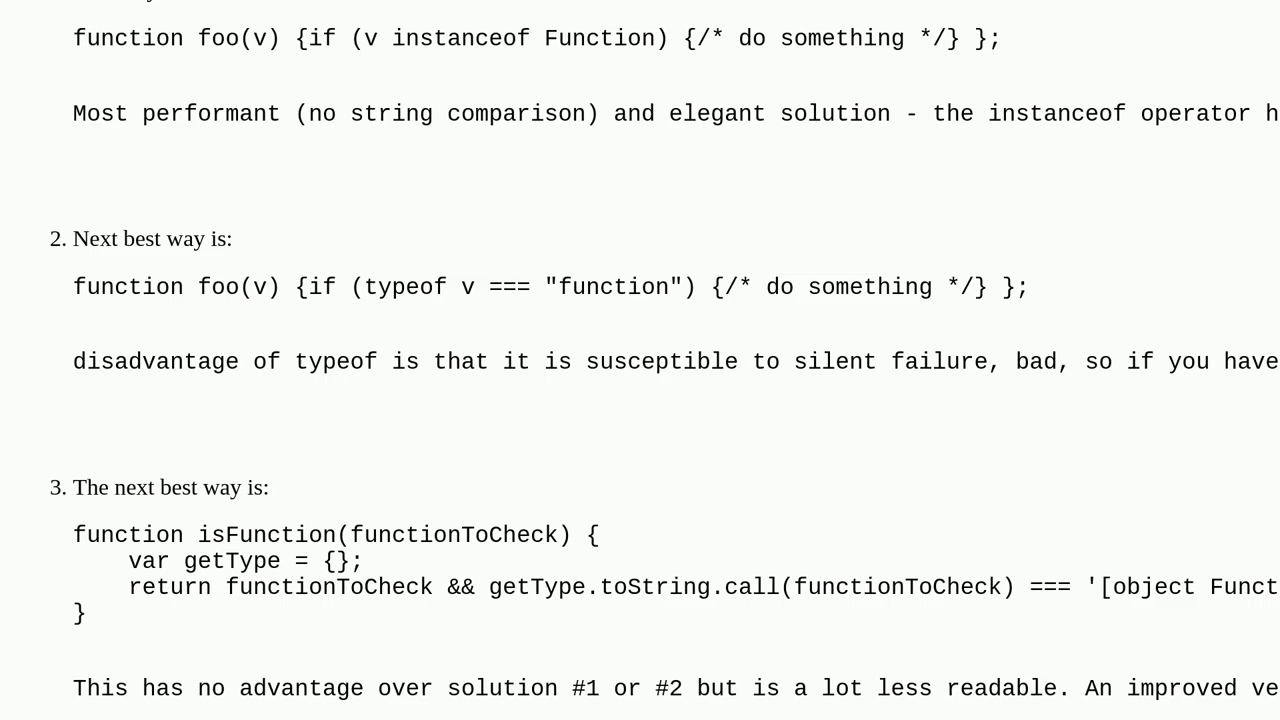 function foo(v) {if (v instanceof Function) {/* do something */} };
Most performant (no string comparison) and elegant solution - the instanceof operator
2. Next best way is:
function foo(v) {if (typeof v === "function") {/* do something */} };
disadvantage of typeof is that it is susceptible to silent failure, bad, so if you have
3. The next best way is:
function isFunction(functionToCheck) {
    var getType = {};
    return functionToCheck && getType.toString.call(functionToCheck) === '[object Funct
}
This has no advantage over solution #1 or #2 but is a lot less readable. An improved ve